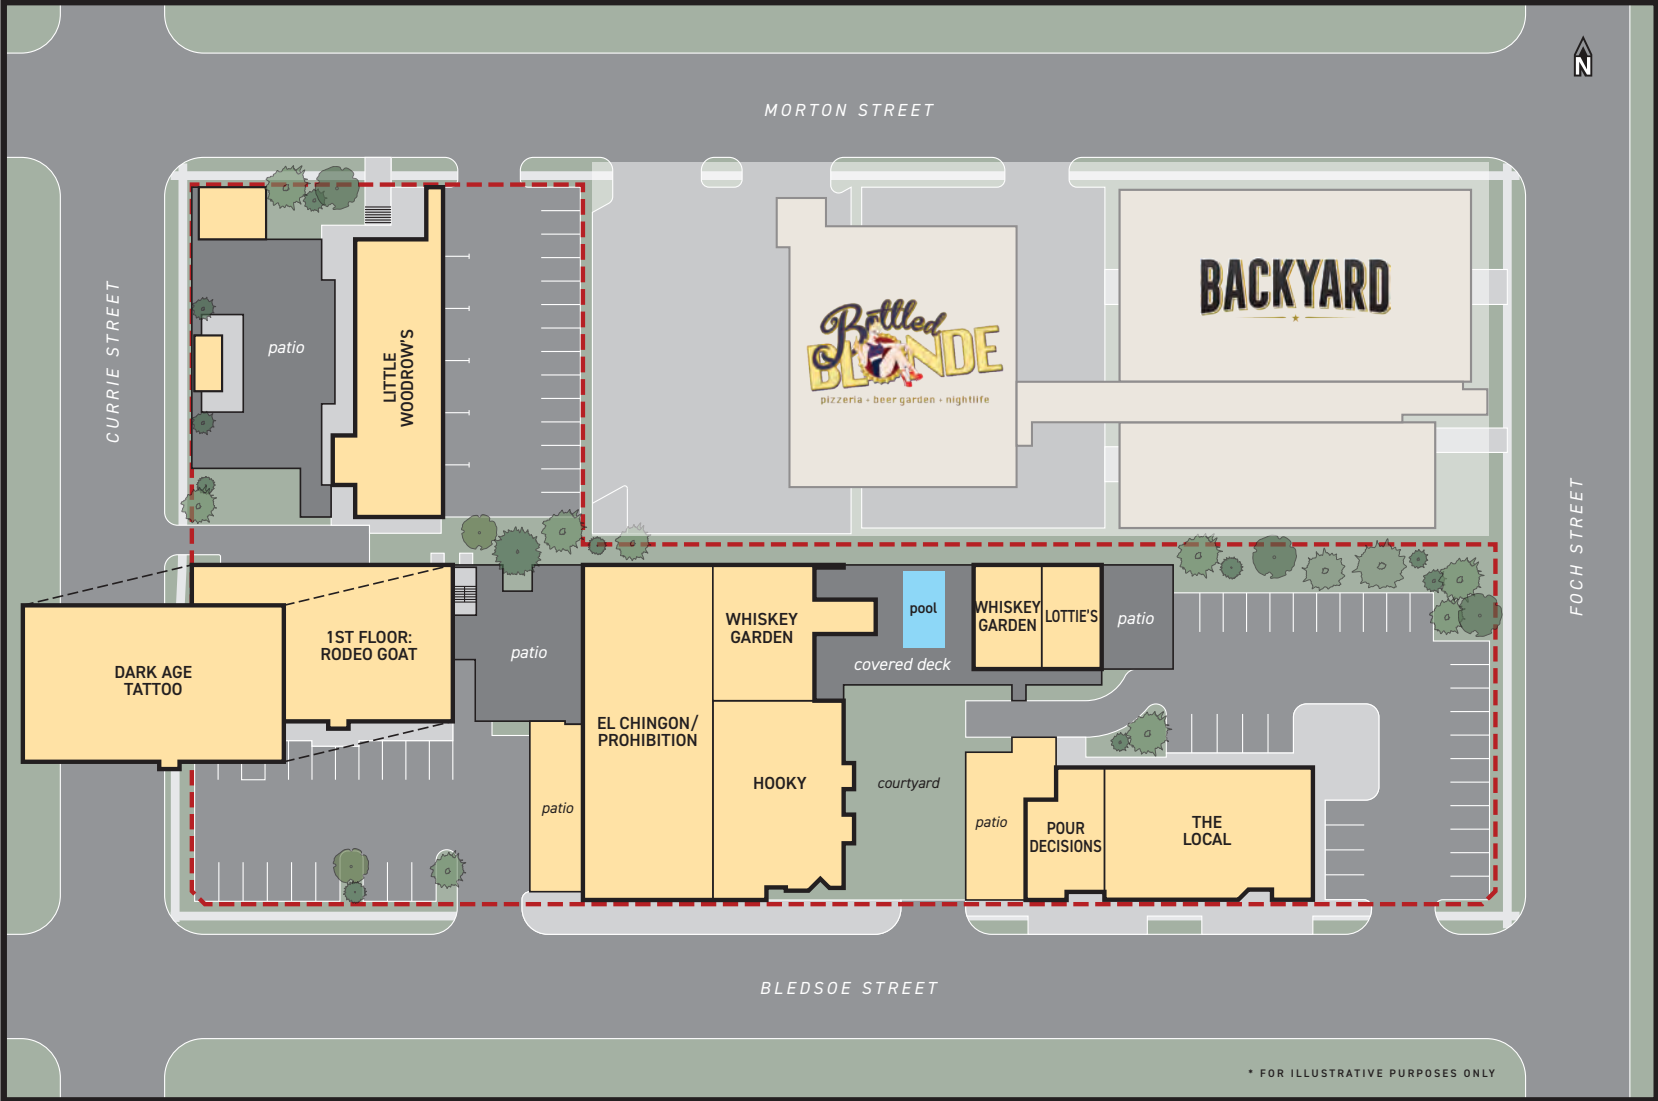 N
MORTON STREET
CURRIE STREET
BACKYARD
Bottled
BLONDE
pizzeria • beer garden • nightlife
patio
LITTLE
WOODROW'S
FOCH STREET
WHISKEY
GARDEN
pool
WHISKEY
GARDEN
LOTTIE'S
patio
1ST FLOOR:
RODEO GOAT
patio
covered deck
DARK AGE
TATTOO
EL CHINGON/
PROHIBITION
HOOKY
courtyard
patio
patio
POUR
DECISIONS
THE
LOCAL
BLEDSOE STREET
* FOR ILLUSTRATIVE PURPOSES ONLY